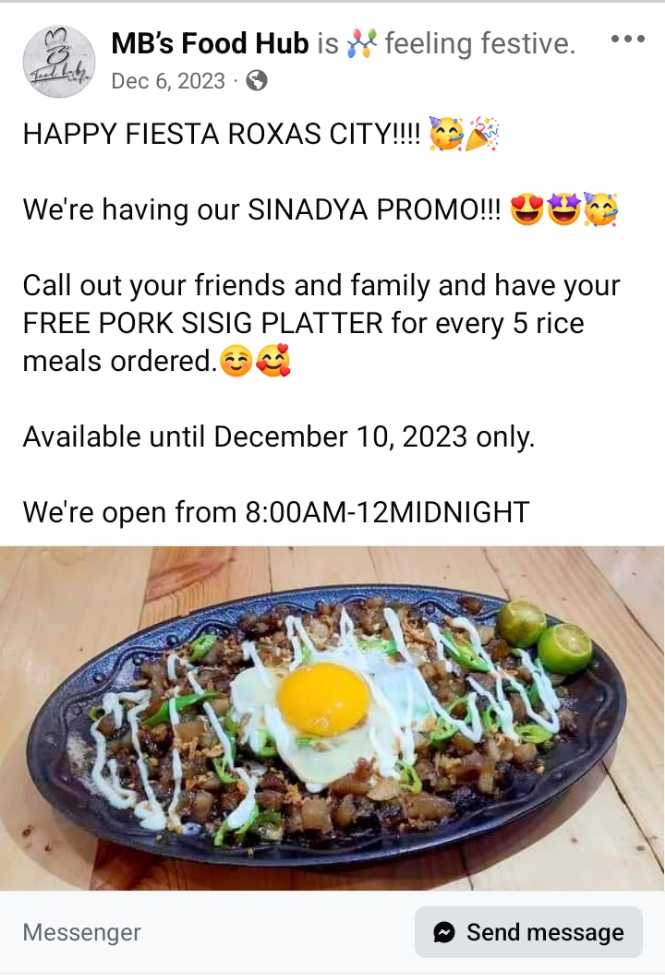 MB's Food Hub is feeling festive.
Dec 6, 2023 ·
HAPPY FIESTA ROXAS CITY!!!! 🥳🎉
We're having our SINADYA PROMO!!! 😍🤩🥳
Call out your friends and family and have your
FREE PORK SISIG PLATTER for every 5 rice
meals ordered.☺️🥰
Available until December 10, 2023 only.
We're open from 8:00AM-12MIDNIGHT
Messenger
Send message